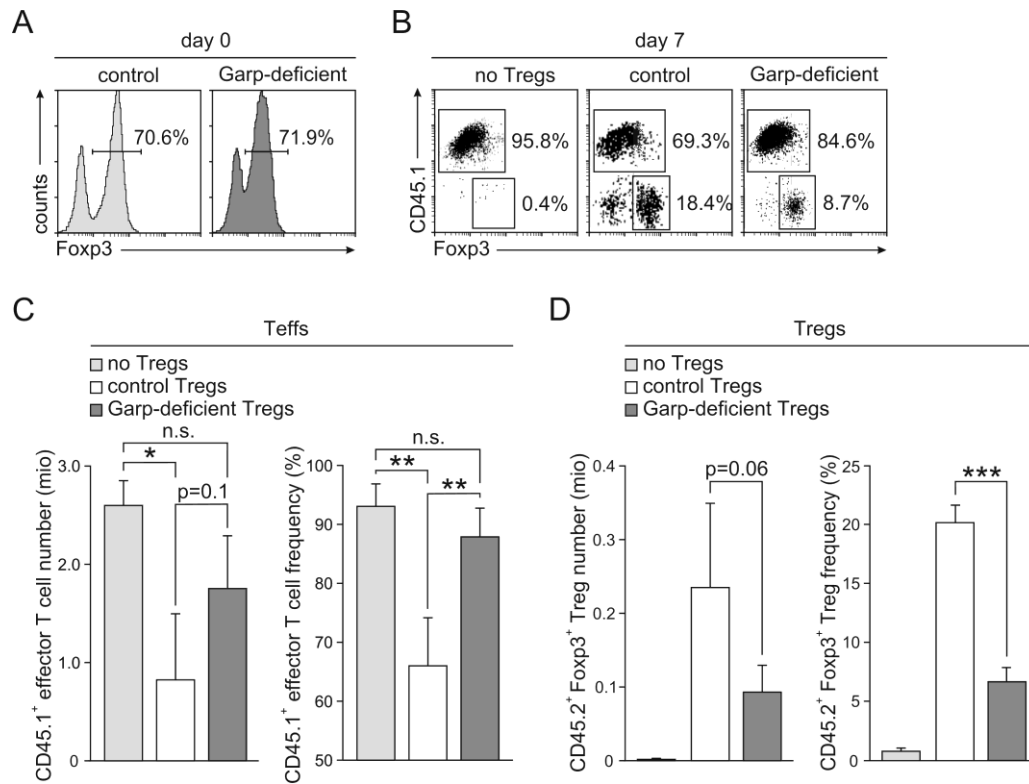 A
day 0
control
Garp-deficient
70.6%
71.9%
counts
Foxp3
B
day 7
no Tregs
control
Garp-deficient
95.8%
69.3%
84.6%
0.4%
18.4%
8.7%
CD45.1
Foxp3
C
Teffs
no Tregs
control Tregs
Garp-deficient Tregs
CD45.1+ effector T cell number (mio)
3.0
2.0
1.0
0
n.s.
*
p=0.1
CD45.1+ effector T cell frequency (%)
100
90
80
70
60
50
n.s.
**
**
D
Tregs
no Tregs
control Tregs
Garp-deficient Tregs
CD45.2+ Foxp3+ Treg number (mio)
0.4
0.3
0.2
0.1
0
p=0.06
CD45.2+ Foxp3+ Treg frequency (%)
25
20
15
10
5
0
***